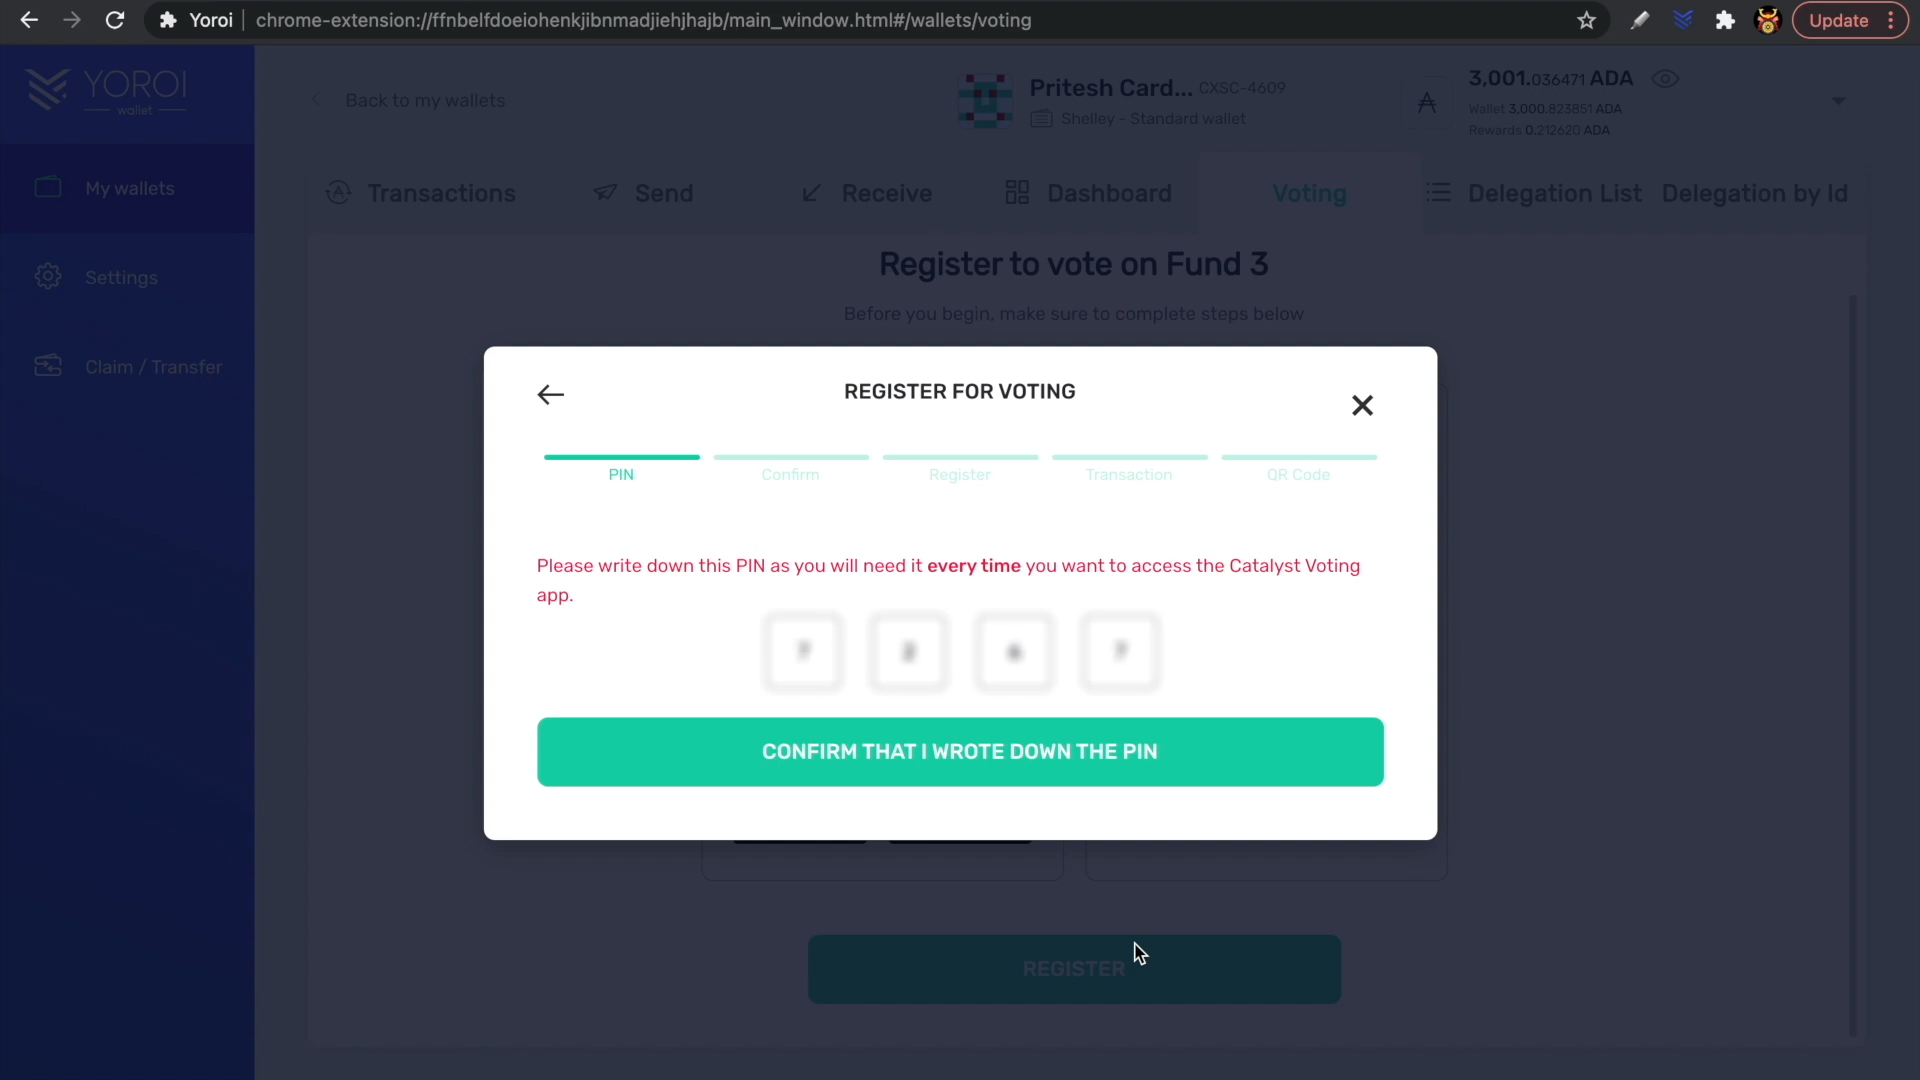 Yoroi
chrome-extension://ffnbelfdoeiohenkjibnmadjiehjhajb/main_window.html#/wallets/voting
Update
YOROI
wallet
Back to my wallets
Pritesh Card... CXSC-4609
Shelley - Standard wallet
3,001.036471 ADA
Wallet 3,000.823851 ADA
Rewards 0.212620 ADA
My wallets
Settings
Claim / Transfer
Transactions
Send
Receive
Dashboard
Voting
Delegation List
Delegation by Id
Register to vote on Fund 3
Before you begin, make sure to complete steps below
REGISTER FOR VOTING
PIN
Confirm
Register
Transaction
QR Code
Please write down this PIN as you will need it every time you want to access the Catalyst Voting
app.
CONFIRM THAT I WROTE DOWN THE PIN
REGISTER